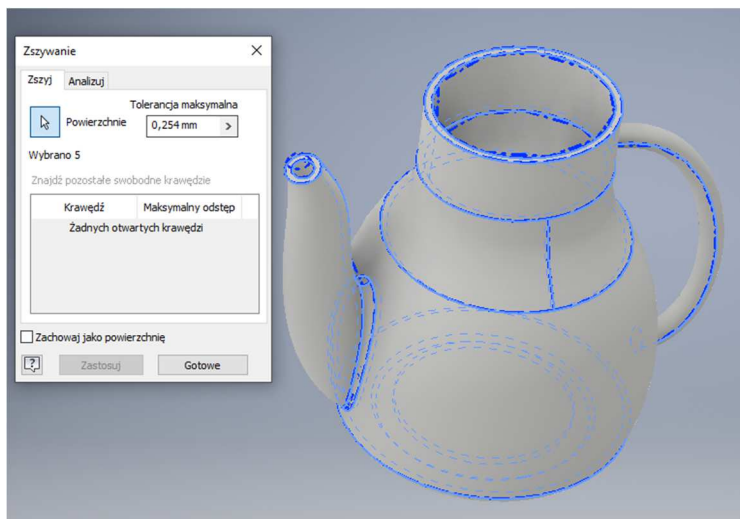 Zszywanie
Zszyj Analizuj
Tolerancja maksymalna
Powierzchnie 0,254 mm
Wybrano 5
Znajdź pozostałe swobodne krawędzie
Krawędź Maksymalny odstęp
Żadnych otwartych krawędzi
Zachowaj jako powierzchnię
? Zastosuj Gotowe